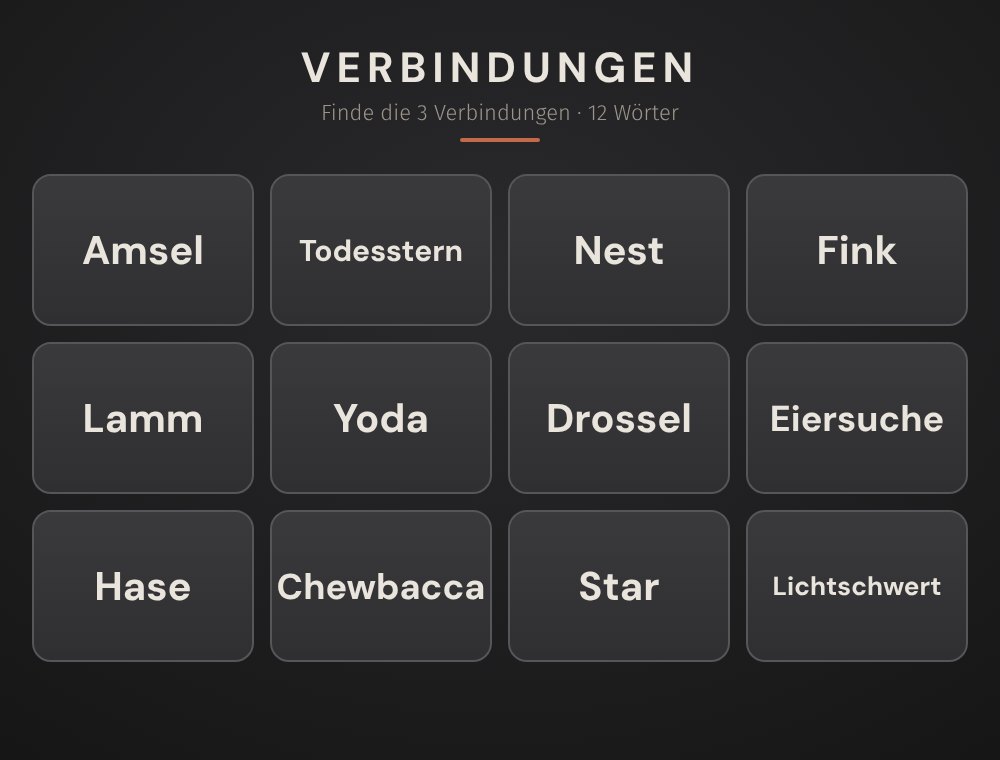 VERBINDUNGEN
Finde die 3 Verbindungen · 12 Wörter
Amsel
Todesstern
Nest
Fink
Lamm
Yoda
Drossel
Eiersuche
Hase
Chewbacca
Star
Lichtschwert